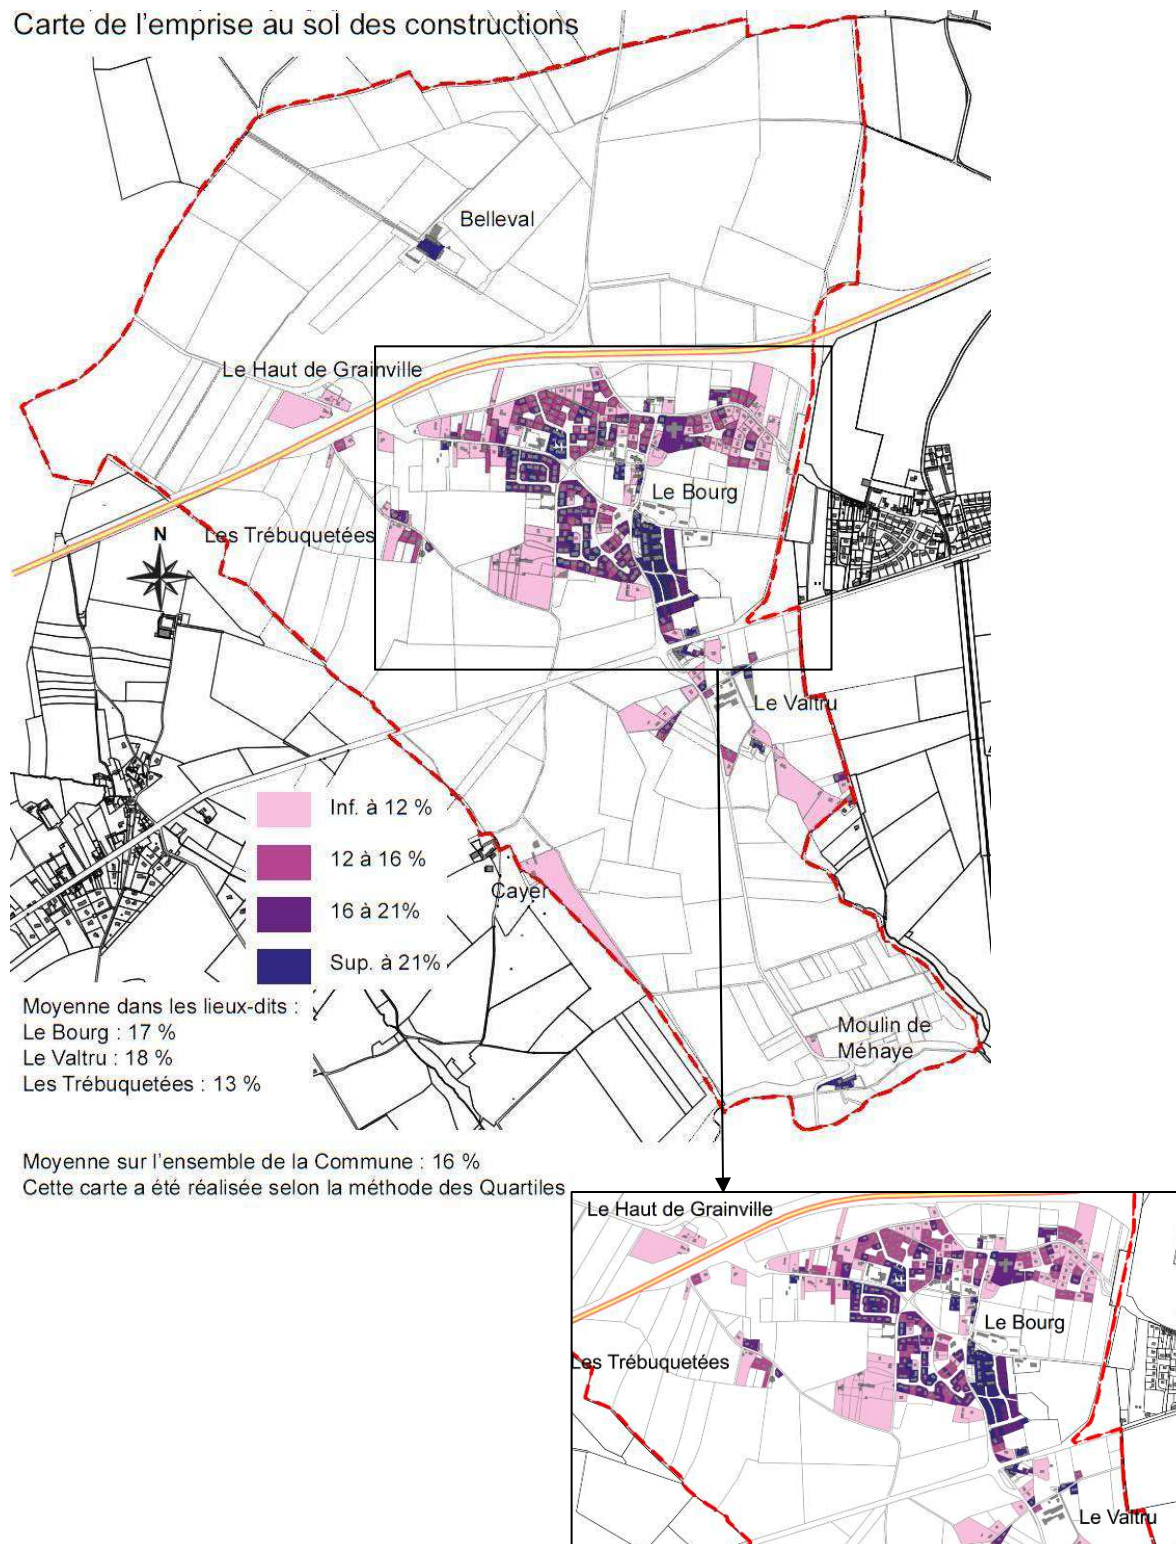 Carte de l'emprise au sol des constructions
Belleval
Le Haut de Grainville
Le Bourg
Les Trébuquetées
N
Le Valtru
Inf. à 12 %
12 à 16 %
Cayer
16 à 21%
Sup. à 21%
Moyenne dans les lieux-dits :
Le Bourg : 17 %
Le Valtru : 18 %
Les Trébuquetées : 13 %
Moulin de
Méhaye
Moyenne sur l'ensemble de la Commune : 16 %
Cette carte a été réalisée selon la méthode des Quartiles
Le Haut de Grainville
Le Bourg
Les Trébuquetées
Le Valtru